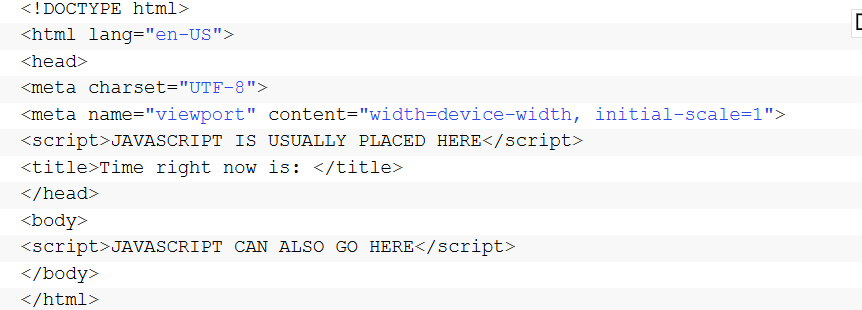 <!DOCTYPE html>
<html lang="en-US">
<head>
<meta charset="UTF-8">
<meta name="viewport" content="width=device-width, initial-scale=1">
<script>JAVASCRIPT IS USUALLY PLACED HERE</script>
<title>Time right now is: </title>
</head>
<body>
<script>JAVASCRIPT CAN ALSO GO HERE</script>
</body>
</html>